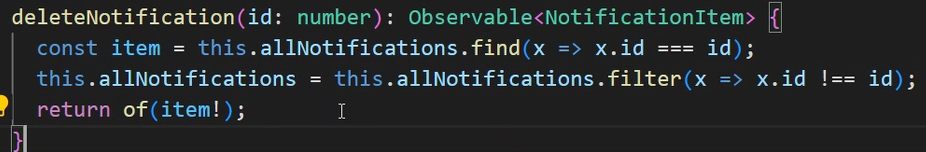 deleteNotification(id: number): Observable<NotificationItem> {
const item = this.allNotifications.find(x => x.id === id);
this.allNotifications = this.allNotifications.filter(x => x.id !== id);
return of(item!);
}